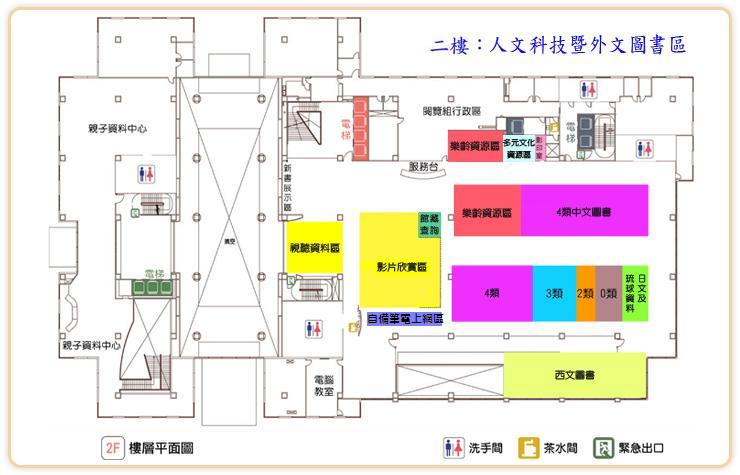 二樓：人文科技暨外文圖書區
親子資料中心
閱覽組行政區
電梯
電梯
樂齡資源區
多元文化
資源區
影印室
服務台
新書展示區
樂齡資源區
4類中文圖書
館藏
查詢
視聽資料區
影片欣賞區
挑空
電梯
4類
3類
2類
0類
日文及
琉球資料
自備筆電上網區
親子資料中心
電腦
教室
西文圖書
2F
樓層平面圖
洗手間
茶水間
緊急出口